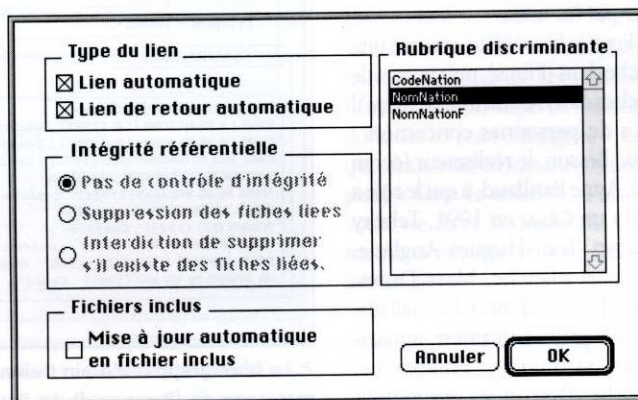 Type du lien
Lien automatique
Lien de retour automatique
Intégrité référentielle
Pas de contrôle d'intégrité
Suppression des fiches liées
Interdiction de supprimer
s'il existe des fiches liées.
Fichiers inclus
Mise à jour automatique
en fichier inclus
Rubrique discriminante
CodeNation
NomNation
NomNationF
Annuler
OK